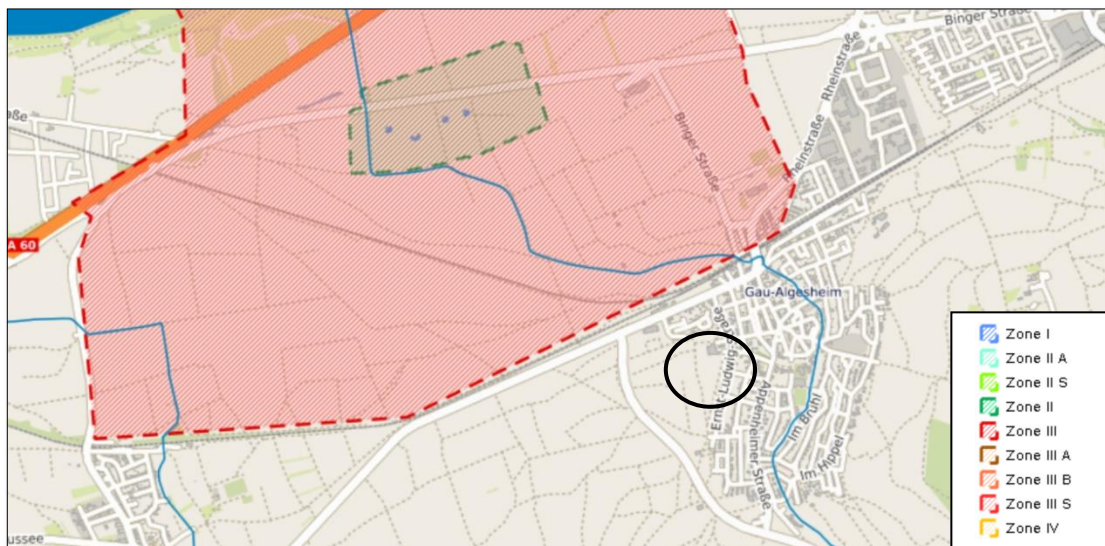 Binger Straße
Rheinstraße
raße
Binger Straße
Rheinstraße
A 60
Gau-Algesheim
Ernst-Ludwig-Straße
Appenheimer Straße
Im Brühl
Im Hippel
ussee
Zone I
Zone II A
Zone II S
Zone II
Zone III
Zone III A
Zone III B
Zone III S
Zone IV